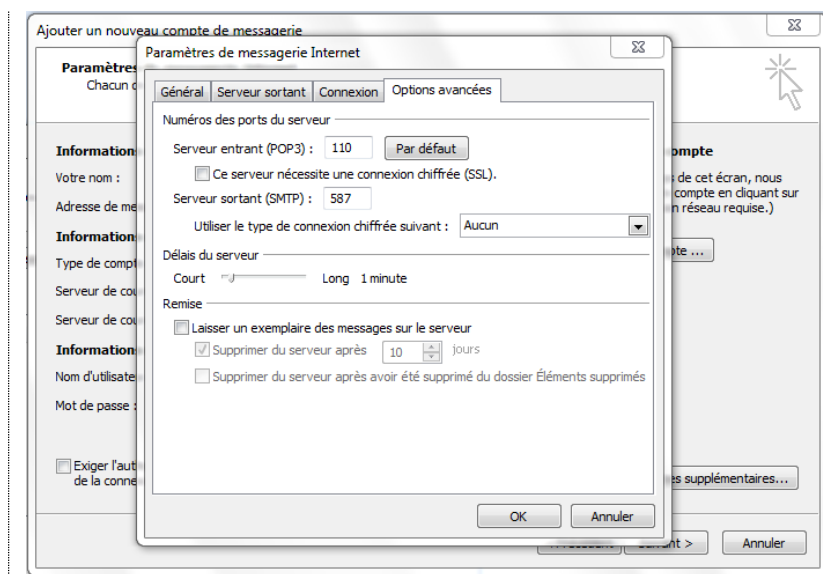 Ajouter un nouveau compte de messagerie
Paramètres de messagerie Internet
Paramètres
Chacun d
Général Serveur sortant Connexion Options avancées
Numéros des ports du serveur
Serveur entrant (POP3) : 110 Par défaut
Ce serveur nécessite une connexion chiffrée (SSL).
Serveur sortant (SMTP) : 587
Utiliser le type de connexion chiffrée suivant : Aucun
Délais du serveur
Court Long 1 minute
Remise
Laisser un exemplaire des messages sur le serveur
Supprimer du serveur après 10 jours
Supprimer du serveur après avoir été supprimé du dossier Éléments supprimés
OK Annuler
Information
Votre nom :
Adresse de me
Information
Type de compt
Serveur de cou
Serveur de cou
Information
Nom d'utilisate
Mot de passe :
Exiger l'aut
de la conne
ompte
de cet écran, nous
compte en cliquant sur
n réseau requise.)
te ...
s supplémentaires...
nt >
Annuler